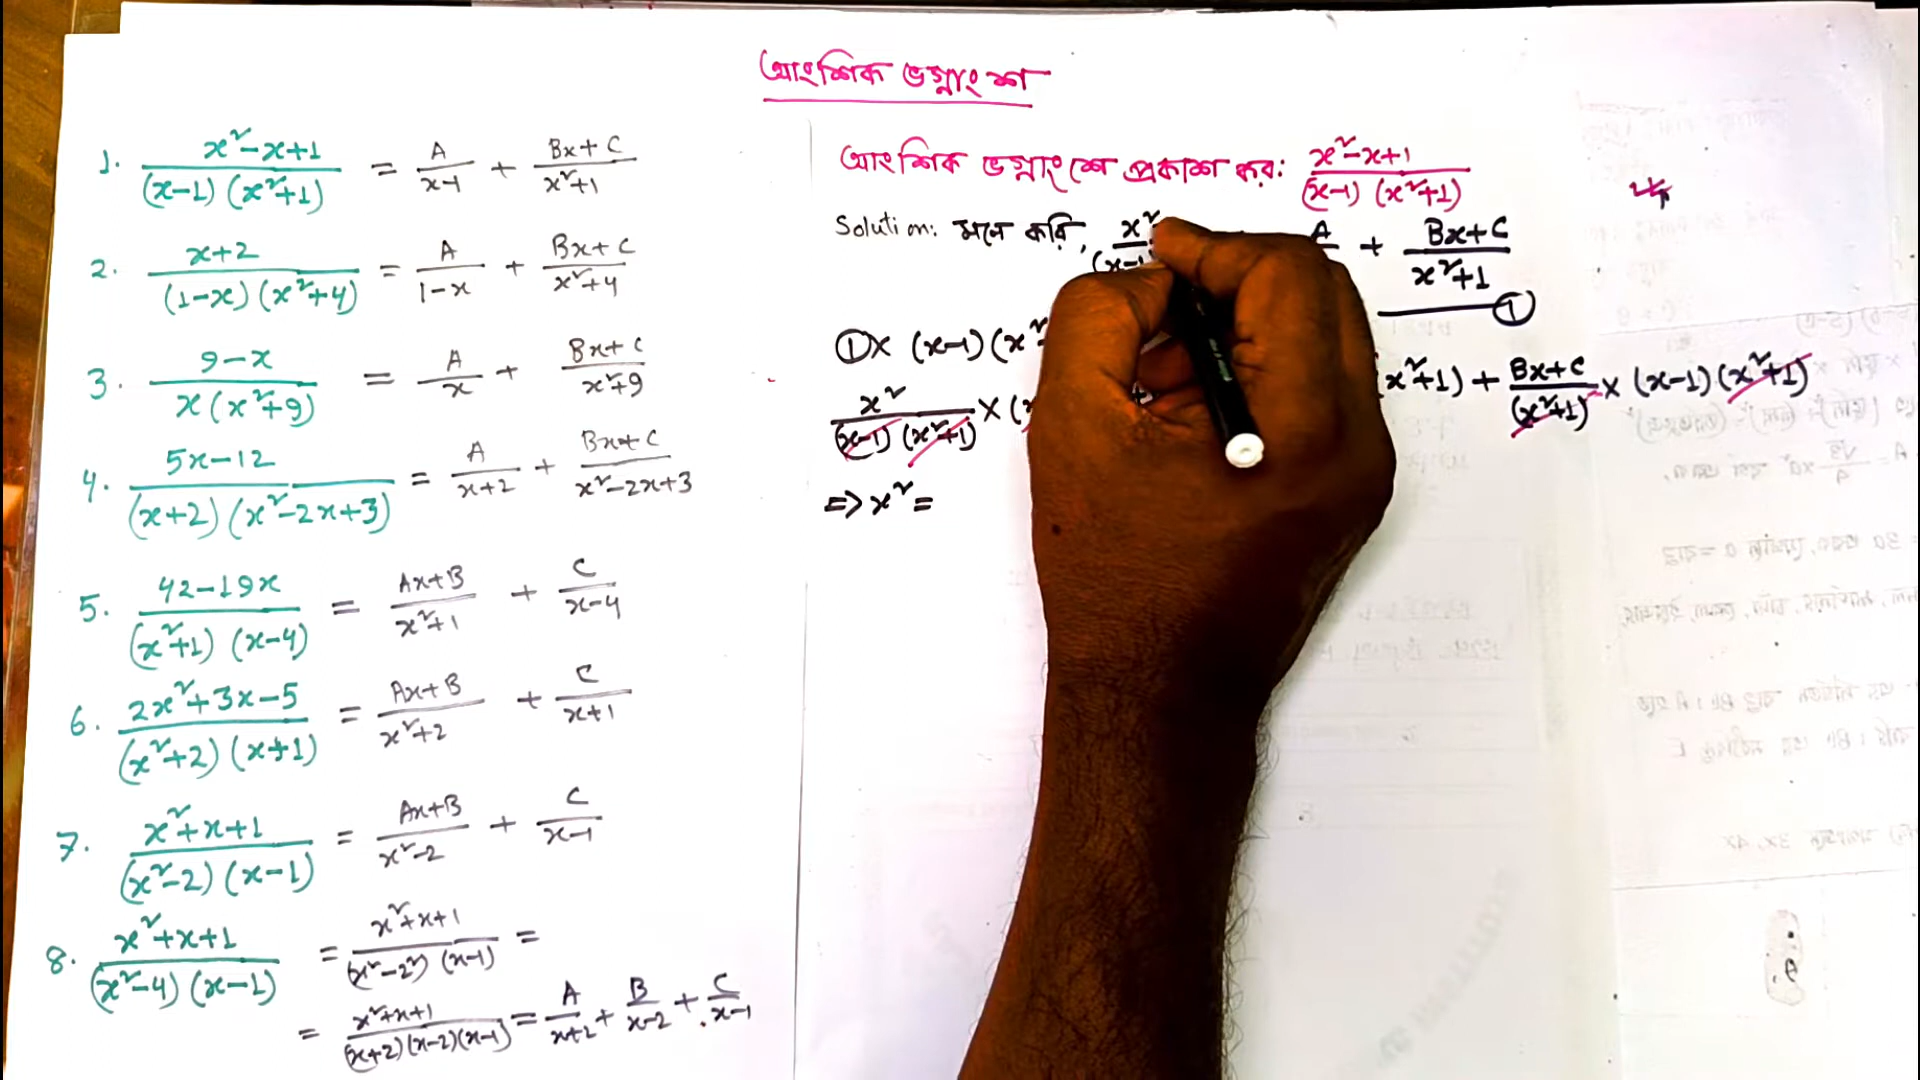 আংশিক ভগ্নাংশ
1. x²-x+1 / (x-1) (x²+1) = A / x-1 + Bx+C / x²+1
2. x+2 / (1-x) (x²+4) = A / 1-x + Bx+C / x²+4
3. 9-x / x(x²+9) = A / x + Bx+C / x²+9
4. 5x-12 / (x+2) (x²-2x+3) = A / x+2 + Bx+C / x²-2x+3
5. 42-19x / (x²+1) (x-4) = Ax+B / x²+1 + C / x-4
6. 2x²+3x-5 / (x²+2) (x+1) = Ax+B / x²+2 + C / x+1
7. x²+x+1 / (x²-2) (x-1) = Ax+B / x²-2 + C / x-1
8. x²+x+1 / (x²-4) (x-1) = x²+x+1 / (x²-2²) (x-1) =
= x²+x+1 / (x+2)(x-2)(x-1) = A / x+2 + B / x-2 + C / x-1
আংশিক ভগ্নাংশে প্রকাশ কর: x²-x+1 / (x-1) (x²+1)
Solution: মনে করি, x² / (x-1) A + Bx+C / x²+1
①
①× (x-1) (x²
x² / (x-1) (x²+1) × ( (x²+1) + Bx+C / (x²+1) × (x-1) (x²+1)
=> x² =